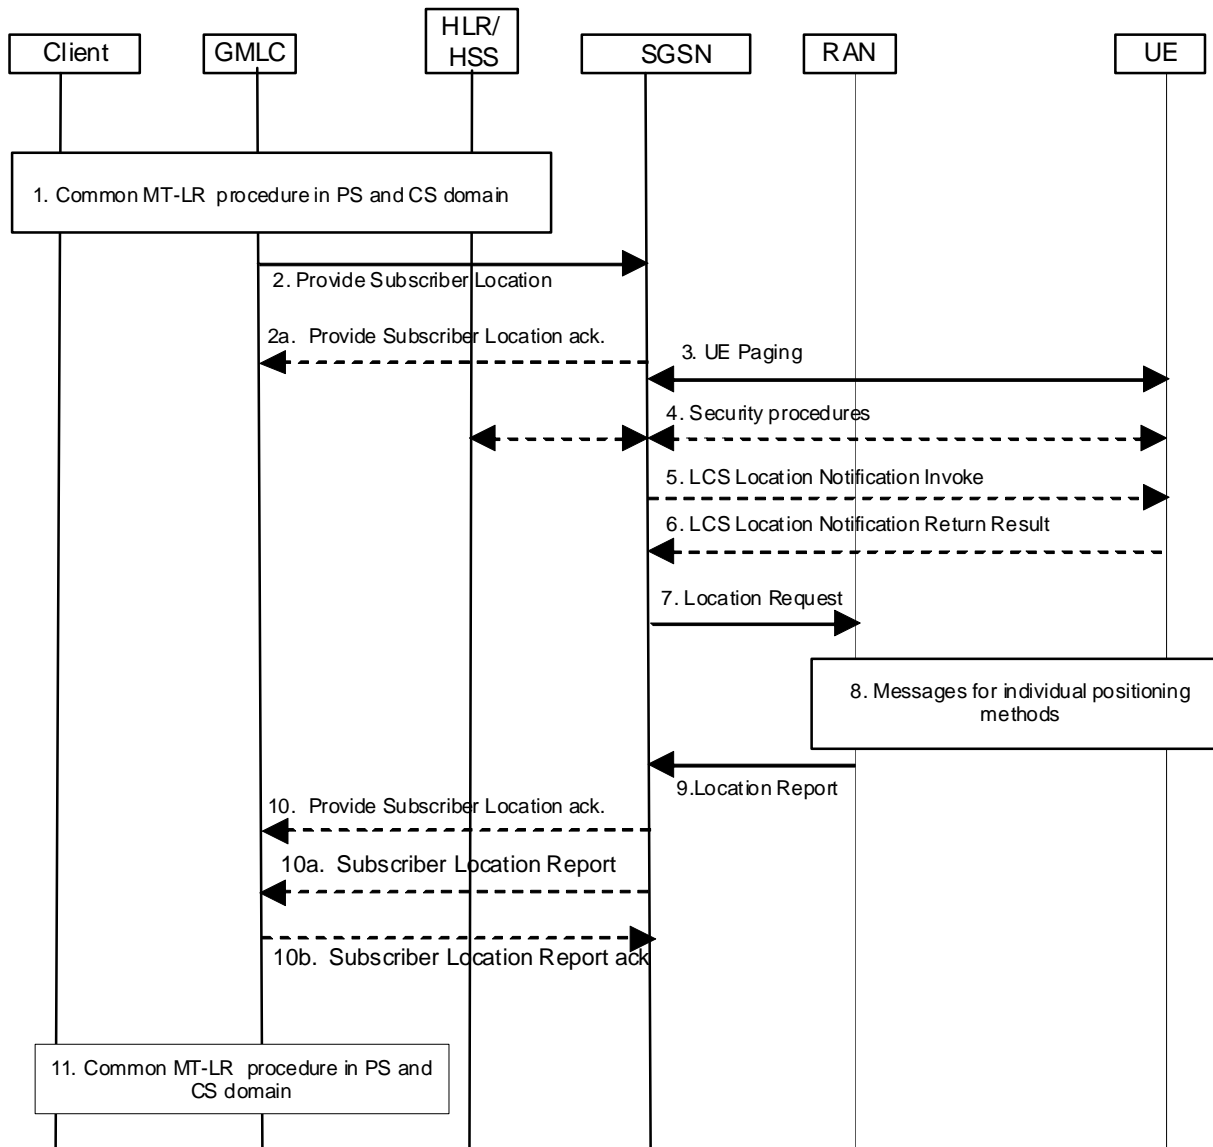 Client
GMLC
HLR/
HSS
SGSN
RAN
UE
1. Common MT-LR procedure in PS and CS domain
2. Provide Subscriber Location
2a. Provide Subscriber Location ack.
3. UE Paging
4. Security procedures
5. LCS Location Notification Invoke
6. LCS Location Notification Return Result
7. Location Request
8. Messages for individual positioning
methods
9.Location Report
10. Provide Subscriber Location ack.
10a. Subscriber Location Report
10b. Subscriber Location Report ack
11. Common MT-LR procedure in PS and
CS domain